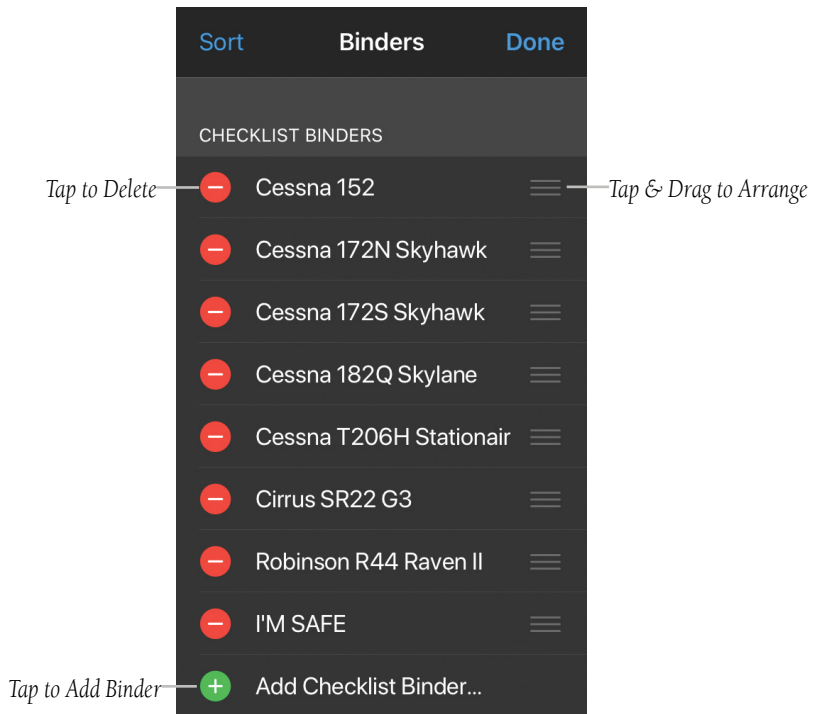 Sort Binders Done
CHECKLIST BINDERS
Tap to Delete Cessna 152 Tap & Drag to Arrange
Cessna 172N Skyhawk
Cessna 172S Skyhawk
Cessna 182Q Skylane
Cessna T206H Stationair
Cirrus SR22 G3
Robinson R44 Raven II
I'M SAFE
Tap to Add Binder Add Checklist Binder...